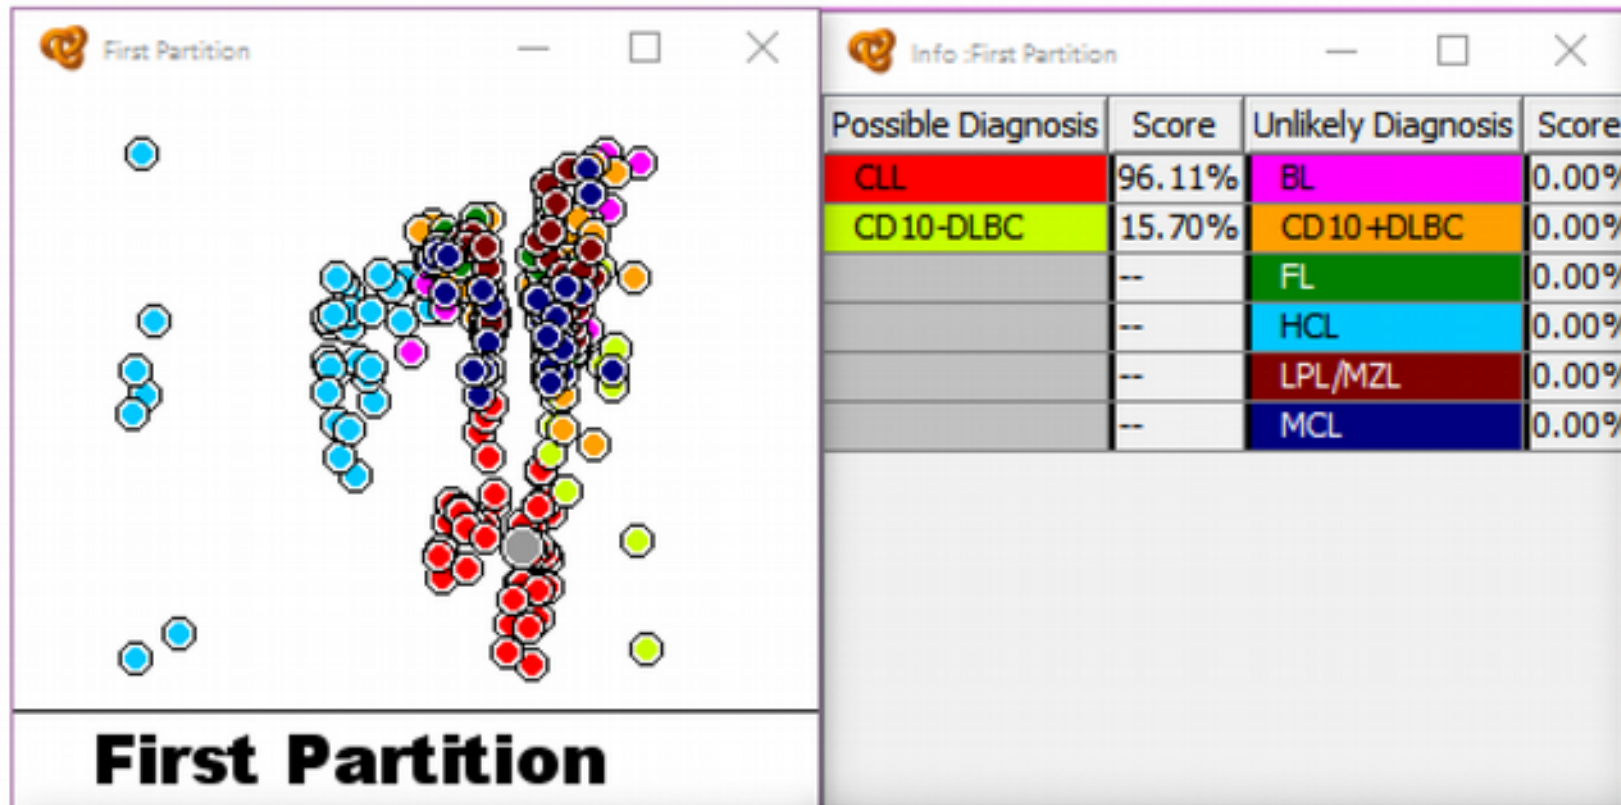 First Partition
Info :First Partition
Possible Diagnosis Score Unlikely Diagnosis Score
CLL 96.11% BL 0.00%
CD10-DLBC 15.70% CD10+DLBC 0.00%
-- FL 0.00%
-- HCL 0.00%
-- LPL/MZL 0.00%
-- MCL 0.00%
First Partition